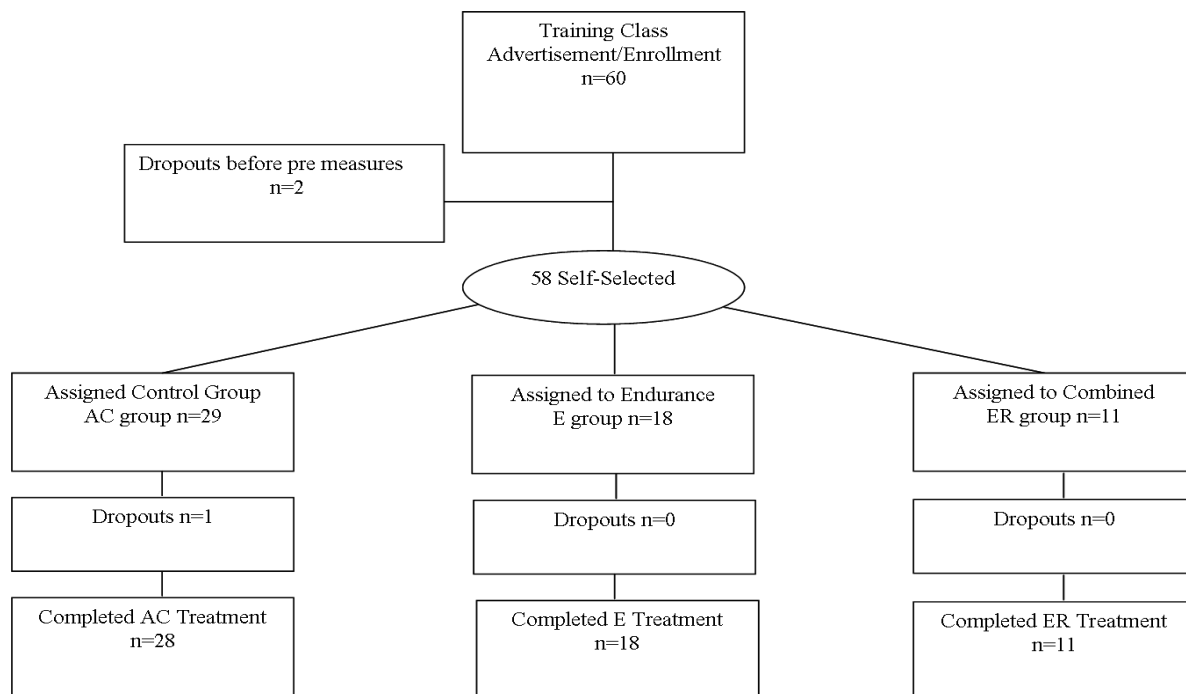 Training Class
Advertisement/Enrollment
n=60
Dropouts before pre measures
n=2
58 Self-Selected
Assigned Control Group
AC group n=29
Assigned to Endurance
E group n=18
Assigned to Combined
ER group n=11
Dropouts n=1
Dropouts n=0
Dropouts n=0
Completed AC Treatment
n=28
Completed E Treatment
n=18
Completed ER Treatment
n=11